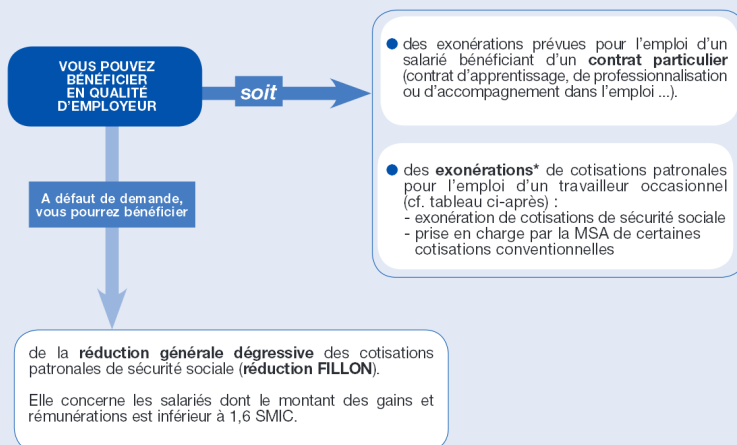 VOUS POUVEZ
BÉNÉFICIER
EN QUALITÉ
D'EMPLOYEUR
soit
● des exonérations prévues pour l'emploi d'un
salarié bénéficiant d'un contrat particulier
(contrat d'apprentissage, de professionnalisation
ou d'accompagnement dans l'emploi ...).
● des exonérations* de cotisations patronales
pour l'emploi d'un travailleur occasionnel
(cf. tableau ci-après) :
- exonération de cotisations de sécurité sociale
- prise en charge par la MSA de certaines
cotisations conventionnelles
A défaut de demande,
vous pourrez bénéficier
de la réduction générale dégressive des cotisations
patronales de sécurité sociale (réduction FILLON).
Elle concerne les salariés dont le montant des gains et
rémunérations est inférieur à 1,6 SMIC.